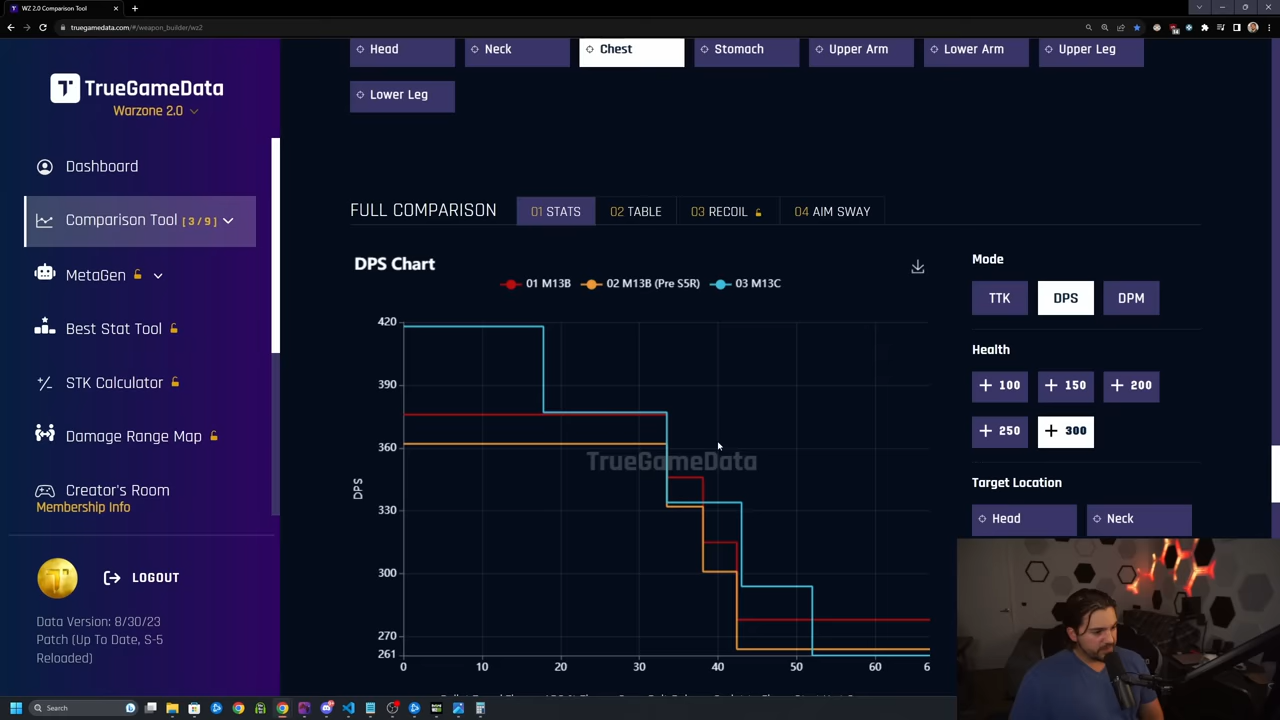 WZ 2.0 Comparison Tool
truegamedata.com/#/weapon_builder/wz2
TrueGameData
Warzone 2.0
Dashboard
Comparison Tool [ 3 / 9 ]
MetaGen
Best Stat Tool
STK Calculator
Damage Range Map
Creator's Room
Membership Info
LOGOUT
Data Version: 8/30/23
Patch (Up To Date, S-5
Reloaded)
Head Neck Chest Stomach Upper Arm Lower Arm Upper Leg
Lower Leg
FULL COMPARISON 01 STATS 02 TABLE 03 RECOIL 04 AIM SWAY
DPS Chart
01 M13B 02 M13B (Pre S5R) 03 M13C
420
390
360
330
300
270
261
DPS
TrueGameData
0 10 20 30 40 50 60 6
Mode
TTK DPS DPM
Health
100 150 200
250 300
Target Location
Head Neck
Search